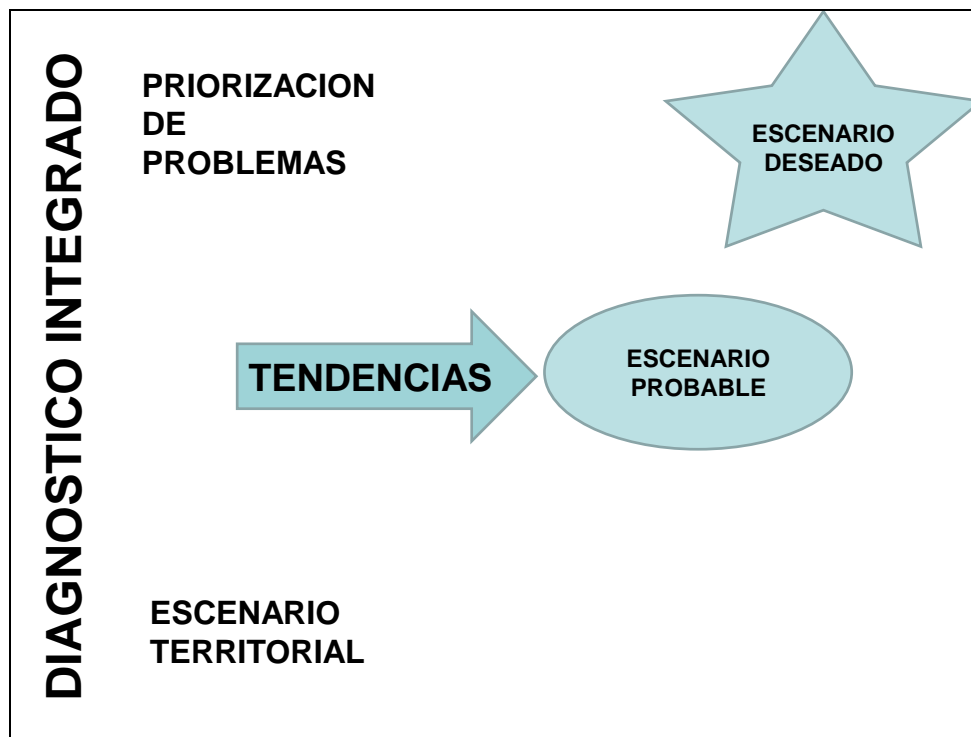 DIAGNOSTICO INTEGRADO
PRIORIZACION
DE
PROBLEMAS
ESCENARIO
DESEADO
TENDENCIAS
ESCENARIO
PROBABLE
ESCENARIO
TERRITORIAL